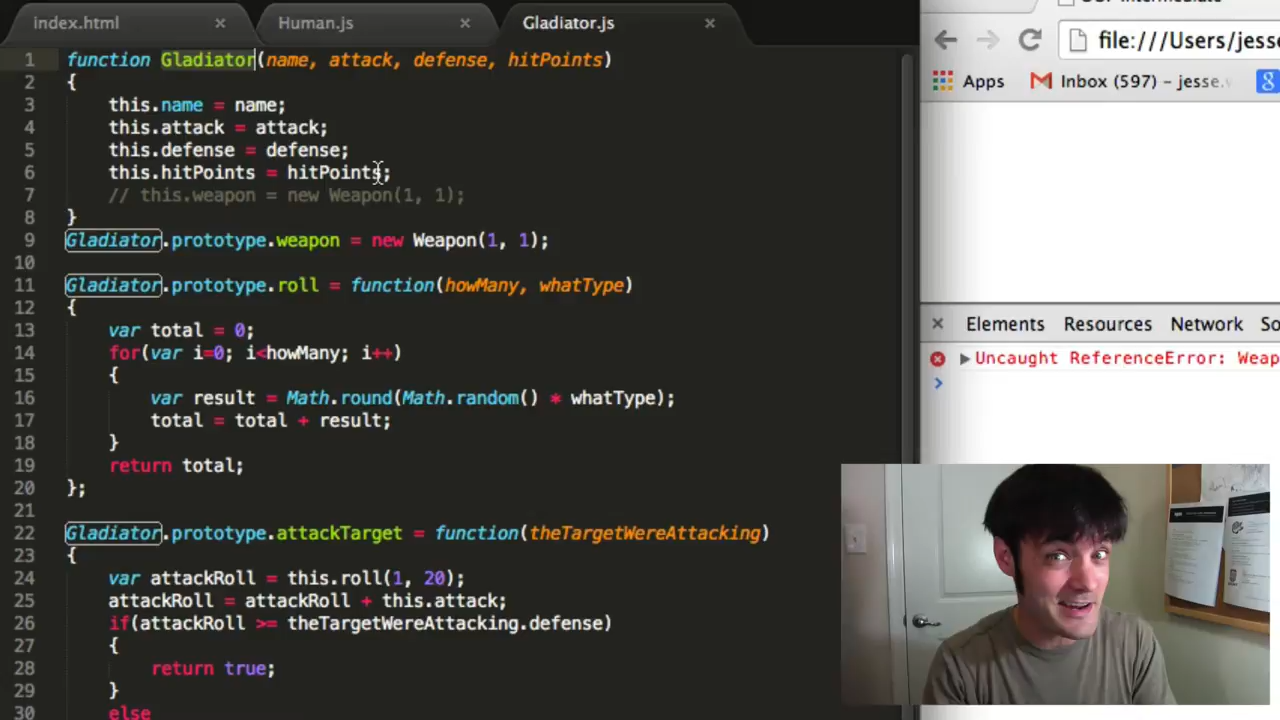 index.html × Human.js × Gladiator.js ×
1 function Gladiator(name, attack, defense, hitPoints)
2 {
3 this.name = name;
4 this.attack = attack;
5 this.defense = defense;
6 this.hitPoints = hitPoints;
7 // this.weapon = new Weapon(1, 1);
8 }
9 Gladiator.prototype.weapon = new Weapon(1, 1);
10
11 Gladiator.prototype.roll = function(howMany, whatType)
12 {
13 var total = 0;
14 for(var i=0; i<howMany; i++)
15 {
16 var result = Math.round(Math.random() * whatType);
17 total = total + result;
18 }
19 return total;
20 };
21
22 Gladiator.prototype.attackTarget = function(theTargetWereAttacking)
23 {
24 var attackRoll = this.roll(1, 20);
25 attackRoll = attackRoll + this.attack;
26 if(attackRoll >= theTargetWereAttacking.defense)
27 {
28 return true;
29 }
30 else
file:///Users/jesse
Apps Inbox (597) – jesse.w
Elements Resources Network So
Uncaught ReferenceError: Weap